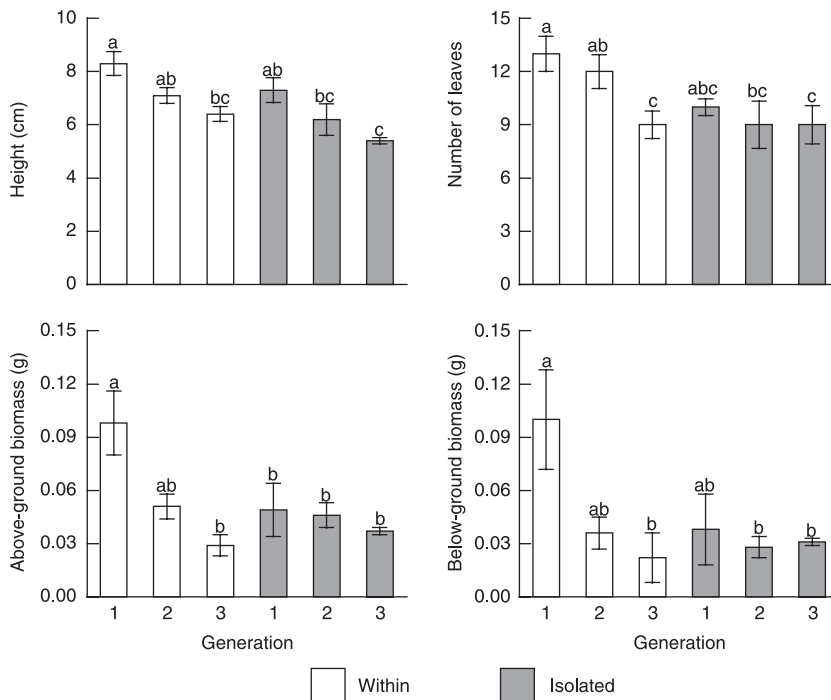 Height (cm)
10
8
6
4
2
0
a
ab
bc
ab
bc
c
Number of leaves
15
12
9
6
3
0
a
ab
c
abc
bc
c
Above-ground biomass (g)
0.15
0.12
0.09
0.06
0.03
0.00
a
ab
b
b
b
b
1 2 3 1 2 3
Generation
Below-ground biomass (g)
0.15
0.12
0.09
0.06
0.03
0.00
a
ab
b
ab
b
b
1 2 3 1 2 3
Generation
Within
Isolated